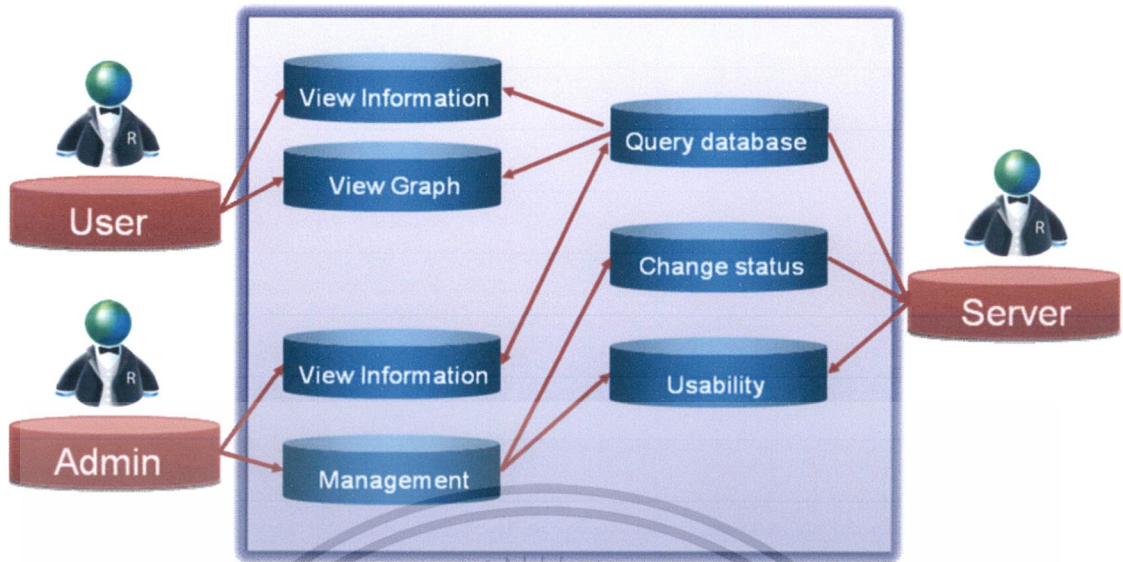 View Information
R
Query database
View Graph
User
R
Change status
Server
R
View Information
Usability
Admin
Management